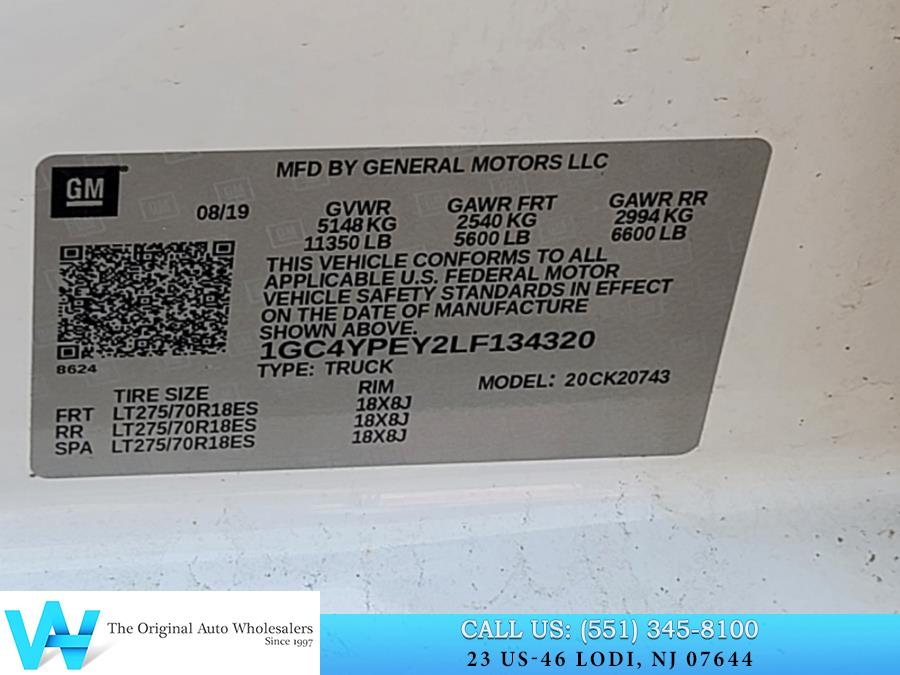 MFD BY GENERAL MOTORS LLC
GM
08/19
GVWR
5148 KG
11350 LB
GAWR FRT
2540 KG
5600 LB
GAWR RR
2994 KG
6600 LB
THIS VEHICLE CONFORMS TO ALL
APPLICABLE U.S. FEDERAL MOTOR
VEHICLE SAFETY STANDARDS IN EFFECT
ON THE DATE OF MANUFACTURE
SHOWN ABOVE.
1GC4YPEY2LF134320
8624
TYPE: TRUCK
MODEL: 20CK20743
TIRE SIZE RIM
FRT LT275/70R18ES 18X8J
RR LT275/70R18ES 18X8J
SPA LT275/70R18ES 18X8J
The Original Auto Wholesalers
Since 1997
CALL US: (551) 345-8100
23 US-46 LODI, NJ 07644